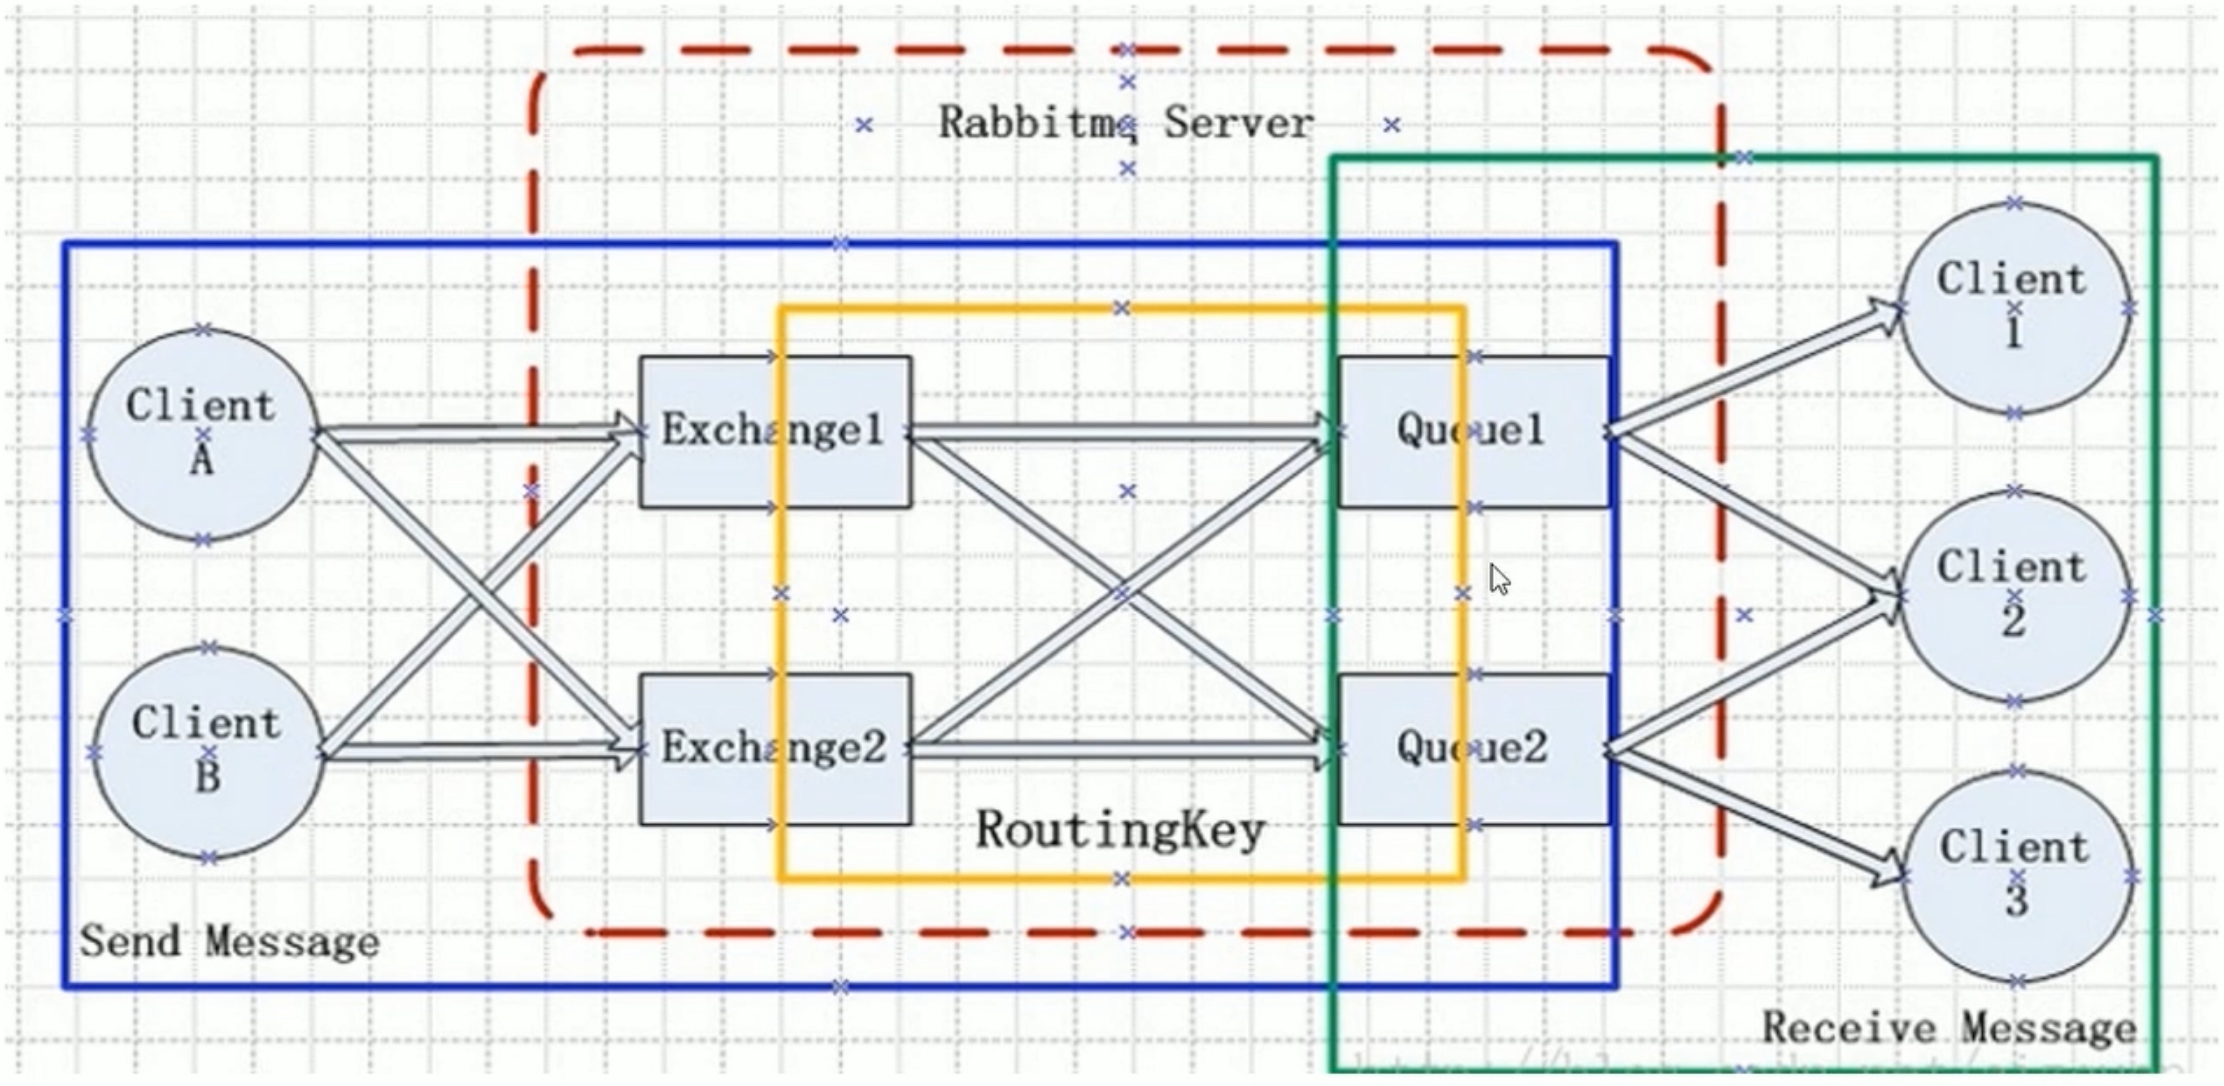 Rabbitmq Server
Client
A
Client
B
Exchange1
Exchange2
Queue1
Queue2
RoutingKey
Client
1
Client
2
Client
3
Send Message
Receive Message